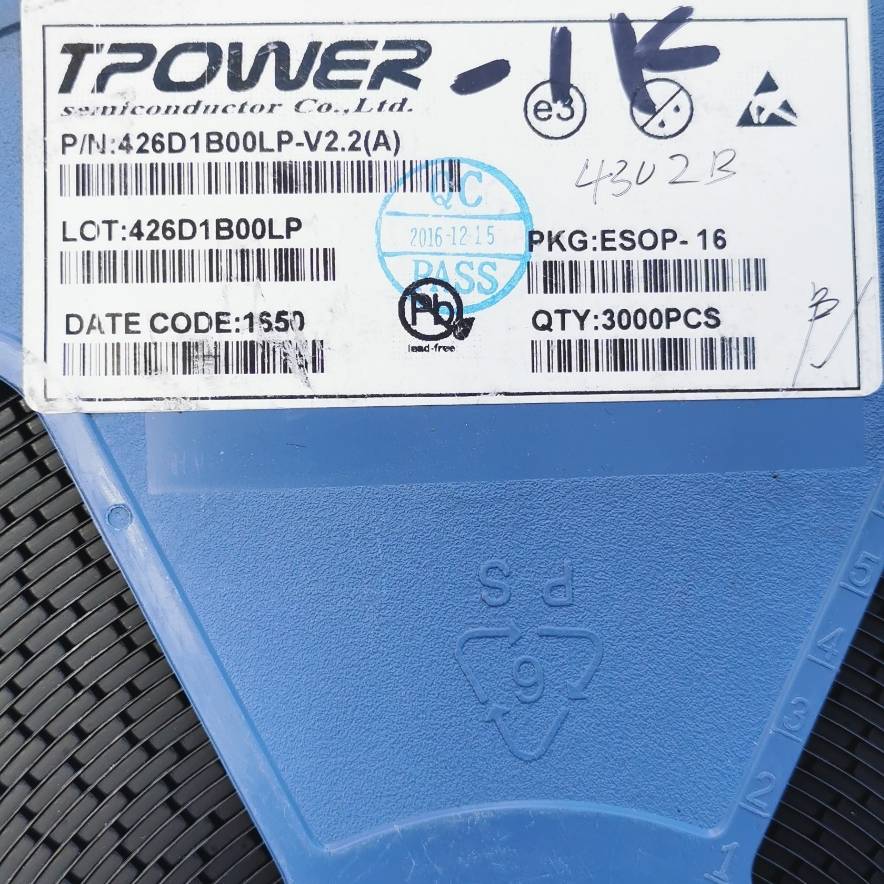 TPOWER
semiconductor Co.,Ltd.
-1K
e3
P/N:426D1B00LP-V2.2(A)
4302B
QC
2016-12-15
PASS
LOT:426D1B00LP
PKG:ESOP-16
Pb
lead-free
DATE CODE:1650
QTY:3000PCS
PS
6
5
4
3
2
1